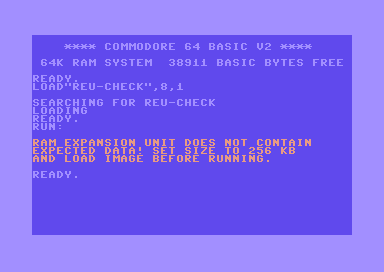 **** COMMODORE 64 BASIC V2 ****
64K RAM SYSTEM  38911 BASIC BYTES FREE
READY.
LOAD"REU-CHECK",8,1
SEARCHING FOR REU-CHECK
LOADING
READY.
RUN:
RAM EXPANSION UNIT DOES NOT CONTAIN
EXPECTED DATA! SET SIZE TO 256 KB
AND LOAD IMAGE BEFORE RUNNING.
READY.